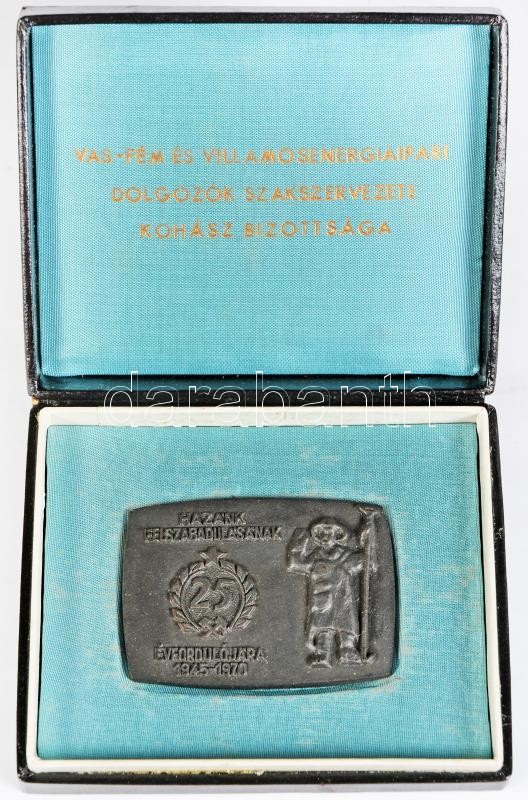 VAS-FÉM ÉS VILLAMOSENERGIAIPARI
DOLGOZÓK SZAKSZERVEZETE
KOHÁSZ BIZOTTSÁGA
darabanth
HAZÁNK
FELSZABADULÁSÁNAK
25
ÉVFORDULÓJÁRA
1945-1970